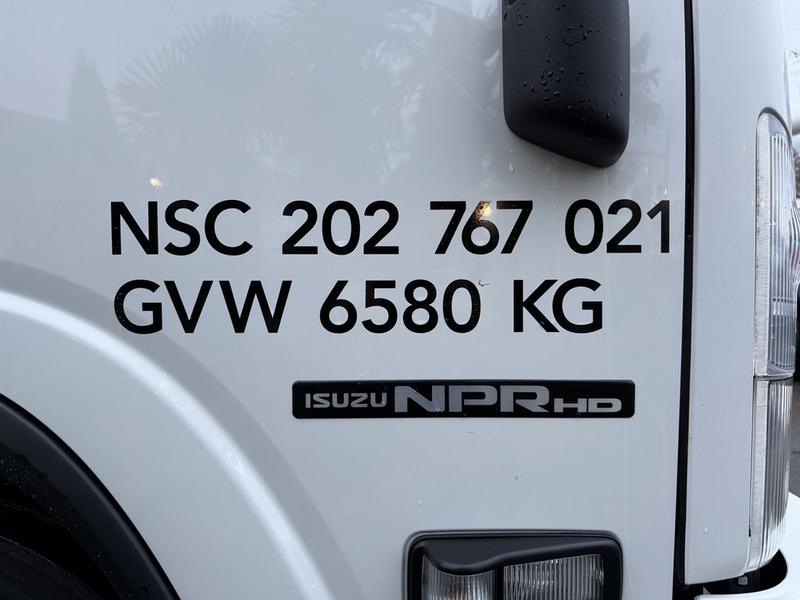 NSC 202 767 021
GVW 6580 KG
ISUZU NPR HD